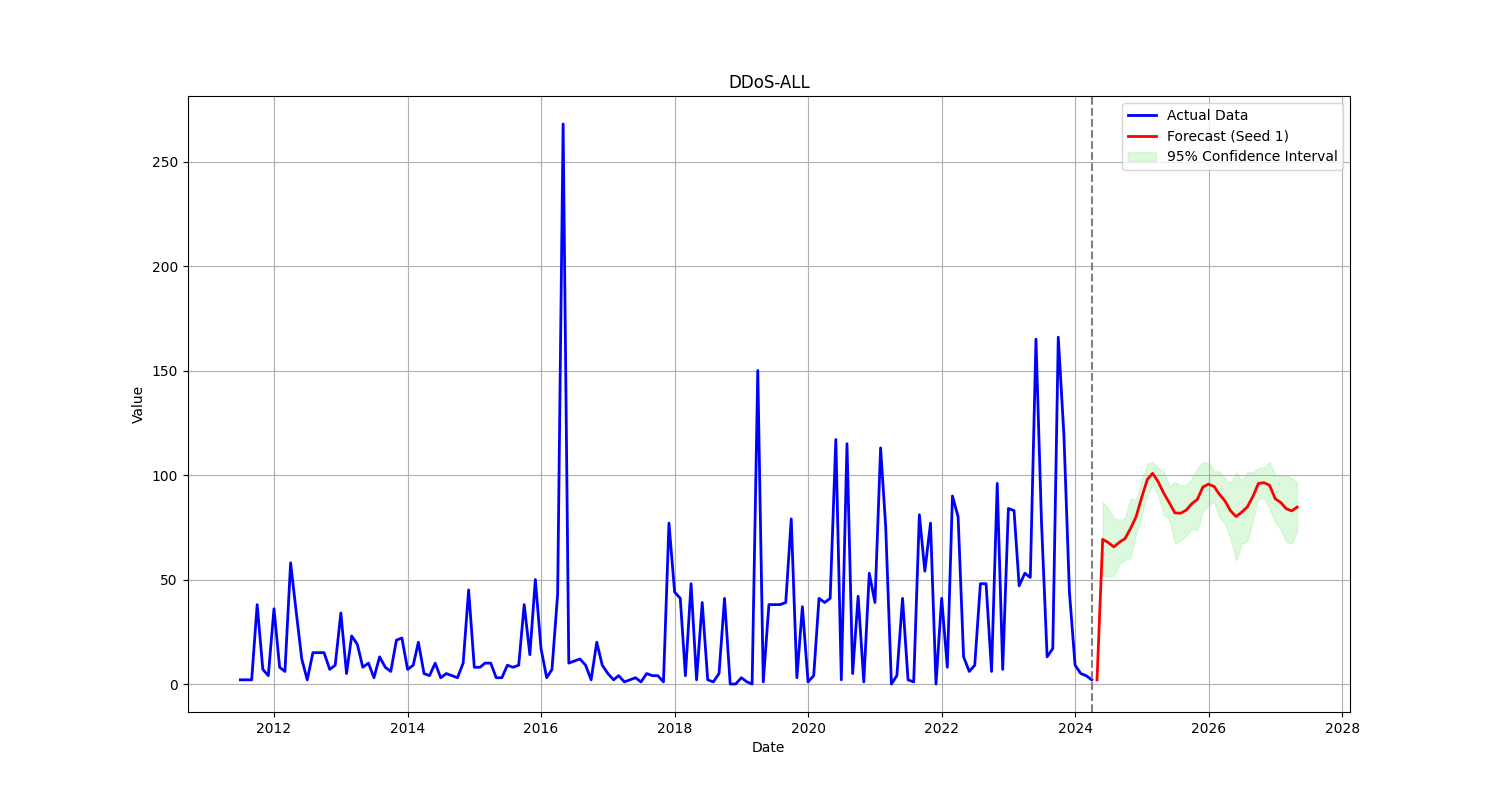 DDoS-ALL
Actual Data
Forecast (Seed 1)
95% Confidence Interval
Value
250
200
150
100
50
0
2012 2014 2016 2018 2020 2022 2024 2026 2028
Date